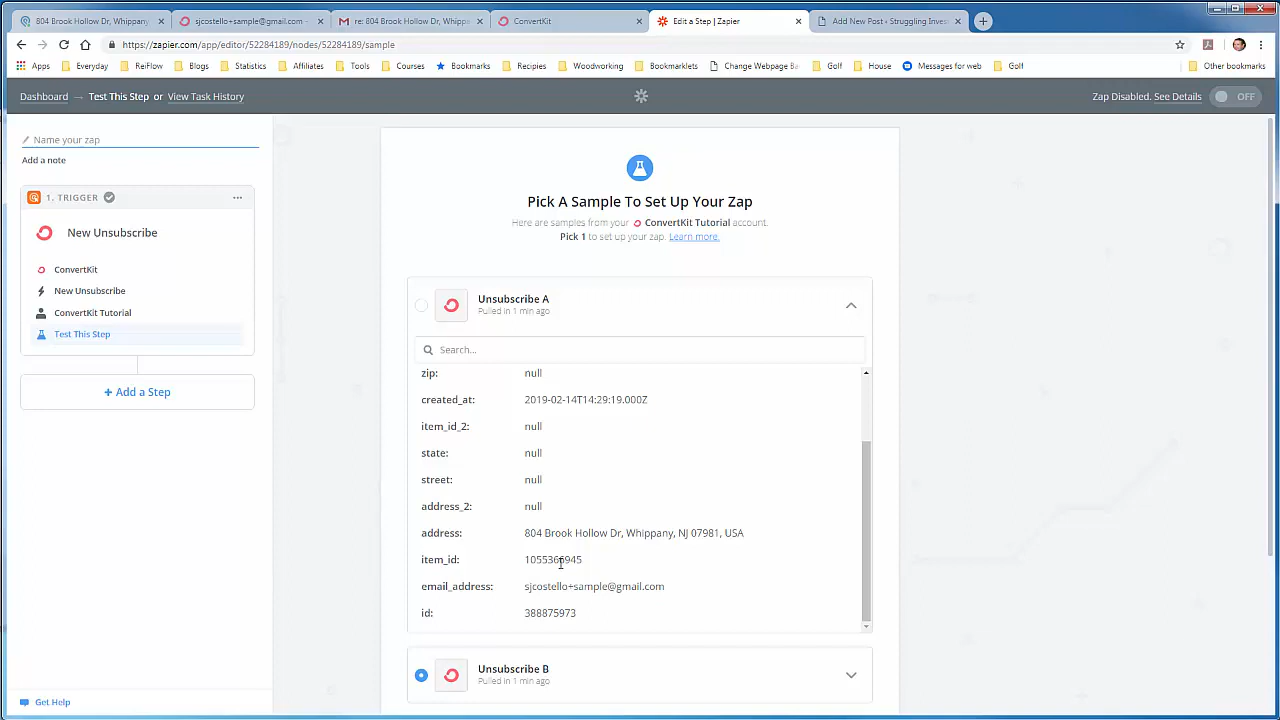 804 Brook Hollow Dr, Whippany,
sjcostello+sample@gmail.com -
re: 804 Brook Hollow Dr, Whippe
ConvertKit
Edit a Step | Zapier
Add New Post ‹ Struggling Inves
https://zapier.com/app/editor/52284189/nodes/52284189/sample
Apps
Everyday
ReiFlow
Blogs
Statistics
Affiliates
Tools
Courses
Bookmarks
Recipies
Woodworking
Bookmarklets
Change Webpage Ba
Golf
House
Messages for web
Golf
Other bookmarks
Dashboard → Test This Step or View Task History
Zap Disabled. See Details
OFF
Name your zap
Add a note
1. TRIGGER
New Unsubscribe
ConvertKit
New Unsubscribe
ConvertKit Tutorial
Test This Step
+ Add a Step
Get Help
Pick A Sample To Set Up Your Zap
Here are samples from your ConvertKit Tutorial account.
Pick 1 to set up your zap. Learn more.
Unsubscribe A
Pulled in 1 min ago
Search...
zip: null
created_at: 2019-02-14T14:29:19.000Z
item_id_2: null
state: null
street: null
address_2: null
address: 804 Brook Hollow Dr, Whippany, NJ 07981, USA
item_id: 1055366945
email_address: sjcostello+sample@gmail.com
id: 388875973
Unsubscribe B
Pulled in 1 min ago